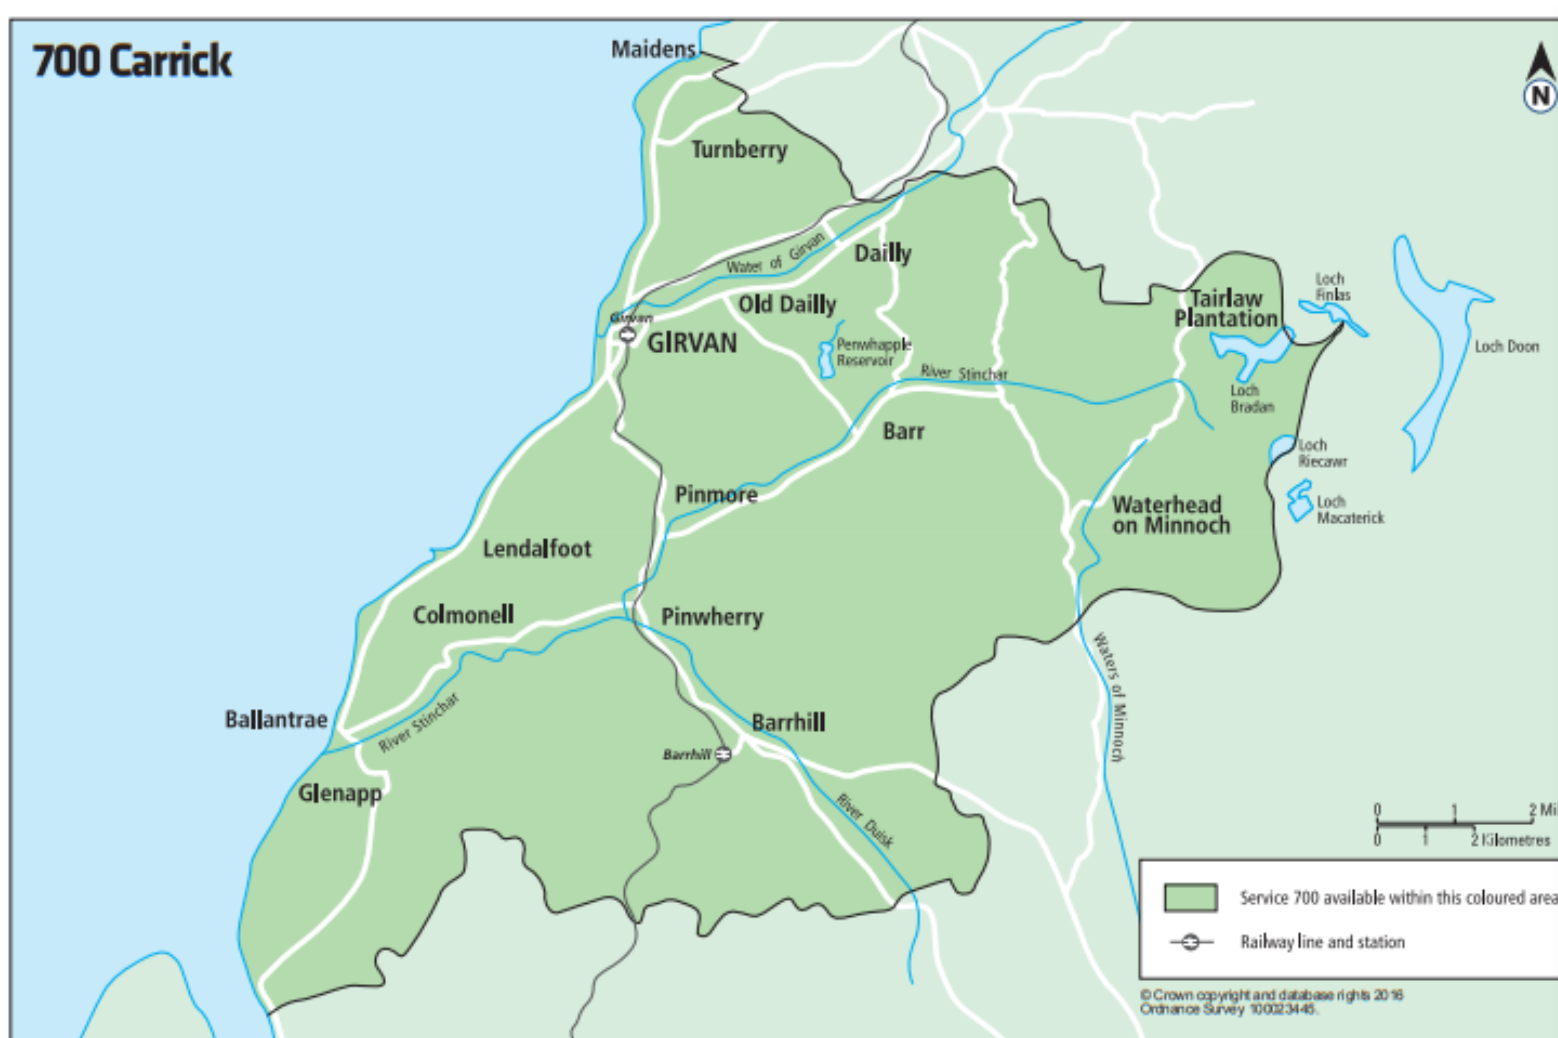 700 Carrick
Maidens
N
Turnberry
Dailly
Water of Girvan
Old Dailly
Girvan
GIRVAN
Penwhapple
Reservoir
Tairlaw
Plantation
Loch
Finlas
Loch Doon
Loch
Bradan
River Stinchar
Barr
Loch
Riecawr
Loch
Macaterick
Pinmore
Waterhead
on Minnoch
Lendalfoot
Colmonell
Pinwherry
Waters of Minnoch
Ballantrae
River Stinchar
Barrhill
Barrhill
Glenapp
River Duisk
0 1 2 Mi
0 1 2 Kilometres
Service 700 available within this coloured area
Railway line and station
© Crown copyright and database rights 2016
Ordnance Survey 100023445.